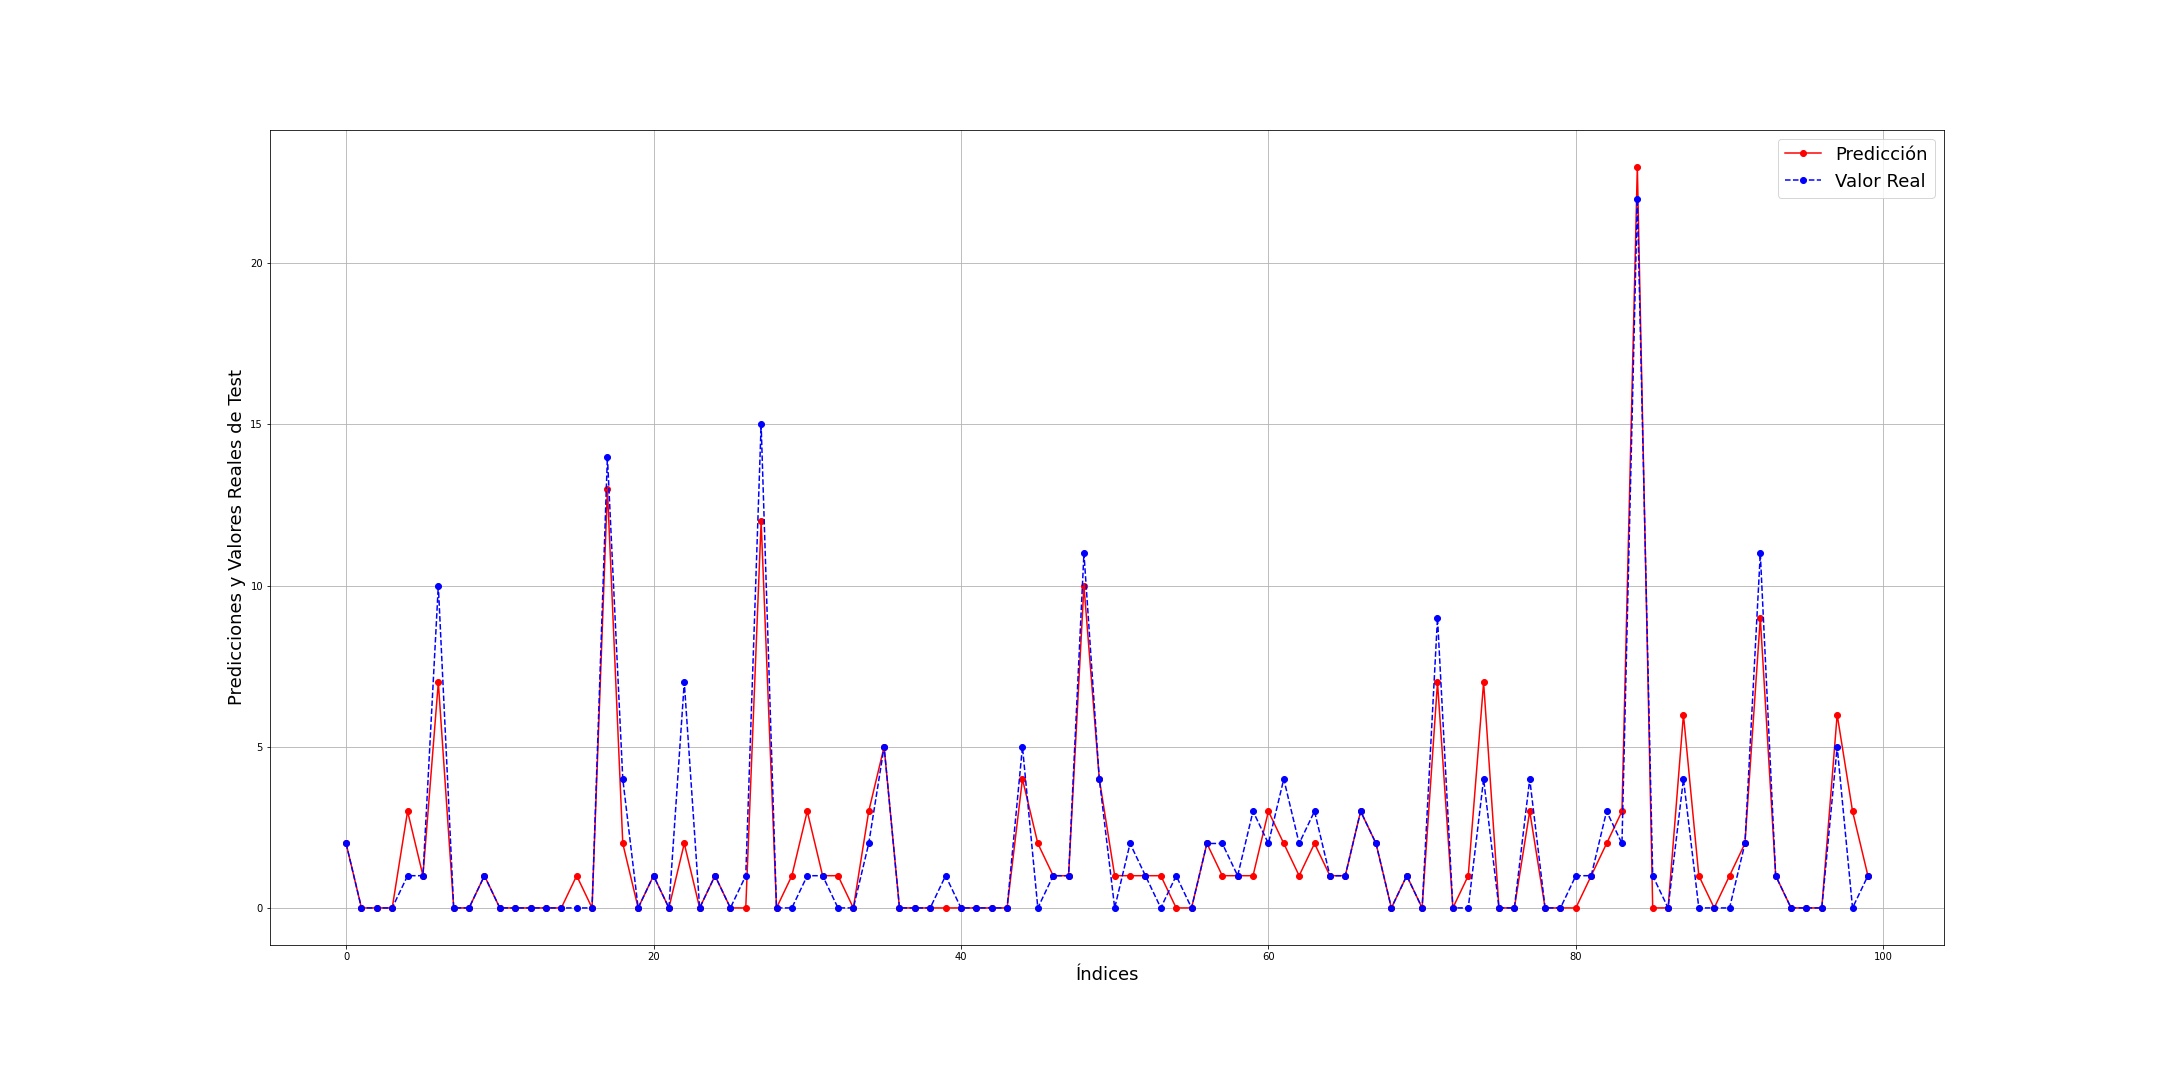 Predicción
Valor Real
Predicciones y Valores Reales de Test
20
15
10
5
0
0 20 40 60 80 100
Índices